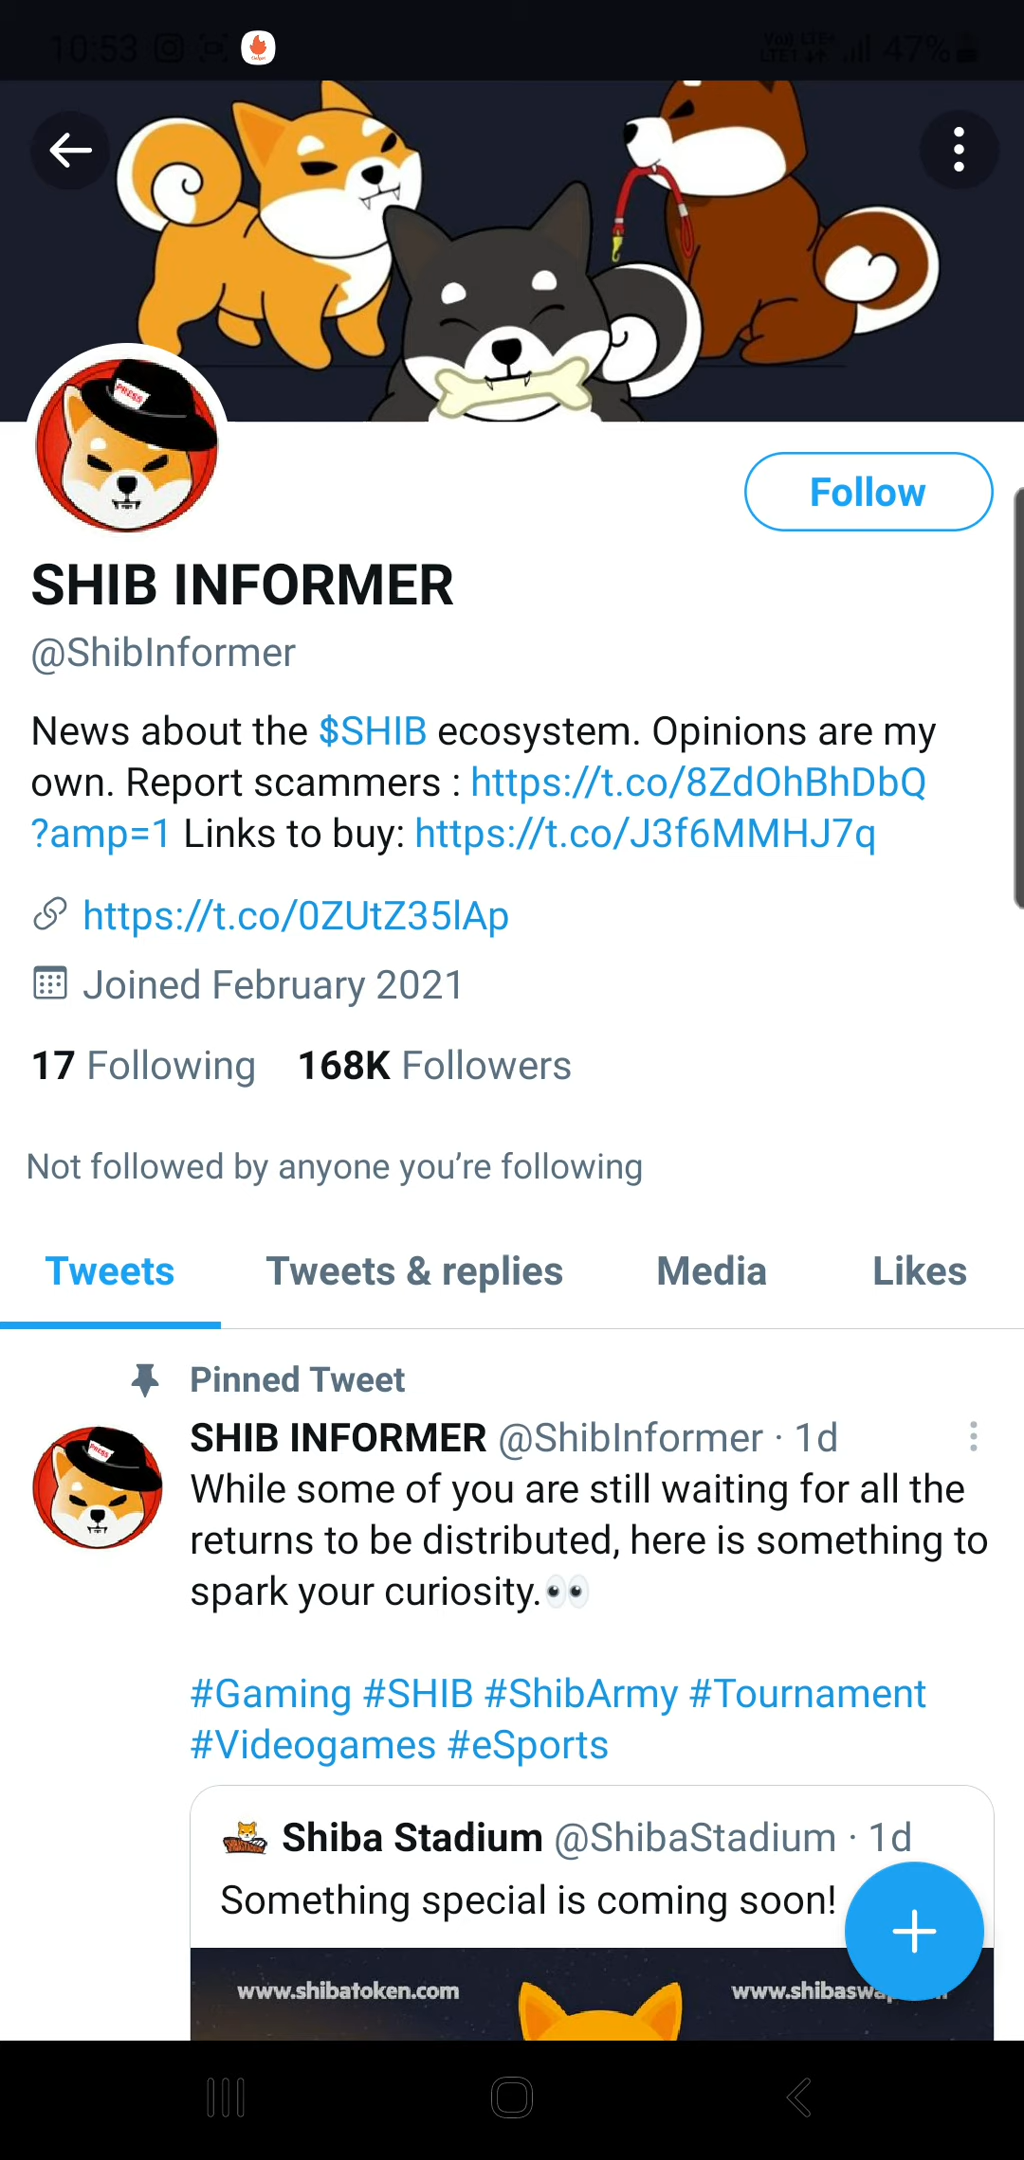 10:53
47%
PRESS
Follow
SHIB INFORMER
@ShibInformer
News about the $SHIB ecosystem. Opinions are my
own. Report scammers : https://t.co/8ZdOhBhDbQ
?amp=1 Links to buy: https://t.co/J3f6MMHJ7q
https://t.co/0ZUtZ35lAp
Joined February 2021
17 Following 168K Followers
Not followed by anyone you're following
Tweets Tweets & replies Media Likes
Pinned Tweet
SHIB INFORMER @ShibInformer · 1d
PRESS
While some of you are still waiting for all the
returns to be distributed, here is something to
spark your curiosity.👀
#Gaming #SHIB #ShibArmy #Tournament
#Videogames #eSports
Shiba Stadium @ShibaStadium · 1d
Something special is coming soon!
www.shibatoken.com www.shibaswa